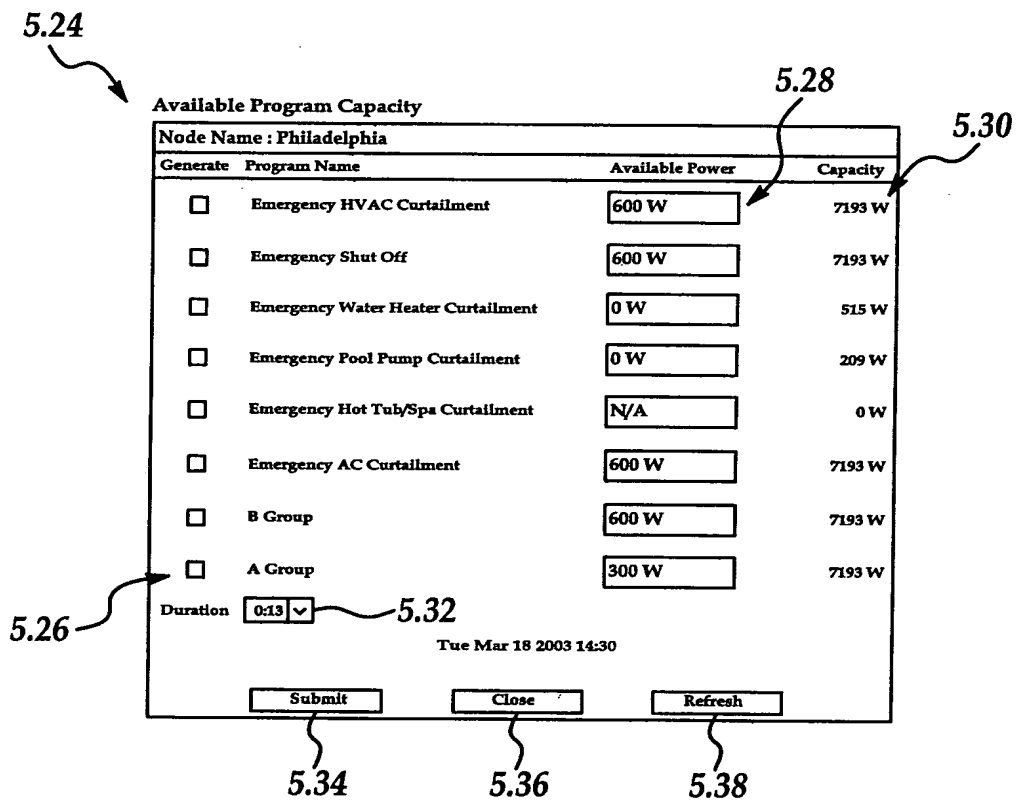 5.24
5.28
Available Program Capacity
5.30
Node Name : Philadelphia
Generate Program Name Available Power Capacity
Emergency HVAC Curtailment 600 W 7193 W
Emergency Shut Off 600 W 7193 W
Emergency Water Heater Curtailment 0 W 515 W
Emergency Pool Pump Curtailment 0 W 209 W
Emergency Hot Tub/Spa Curtailment N/A 0 W
Emergency AC Curtailment 600 W 7193 W
B Group 600 W 7193 W
A Group 300 W 7193 W
Duration 0:13 5.32
5.26
Tue Mar 18 2003 14:30
Submit Close Refresh
5.34 5.36 5.38